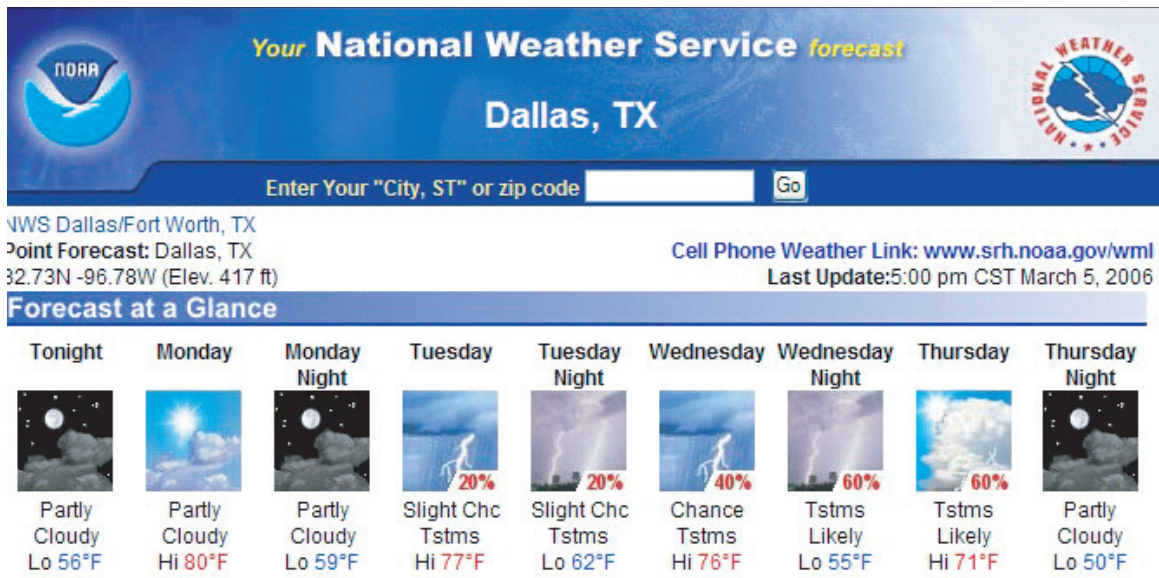 NOAA
Your National Weather Service forecast
Dallas, TX
NATIONAL WEATHER SERVICE
Enter Your "City, ST" or zip code Go
NWS Dallas/Fort Worth, TX
Point Forecast: Dallas, TX
32.73N -96.78W (Elev. 417 ft)
Cell Phone Weather Link: www.srh.noaa.gov/wml
Last Update:5:00 pm CST March 5, 2006
Forecast at a Glance
Tonight
Partly
Cloudy
Lo 56°F
Monday
Partly
Cloudy
Hi 80°F
Monday
Night
Partly
Cloudy
Lo 59°F
Tuesday
20%
Slight Chc
Tstms
Hi 77°F
Tuesday
Night
20%
Slight Chc
Tstms
Lo 62°F
Wednesday
40%
Chance
Tstms
Hi 76°F
Wednesday
Night
60%
Tstms
Likely
Lo 55°F
Thursday
60%
Tstms
Likely
Hi 71°F
Thursday
Night
Partly
Cloudy
Lo 50°F